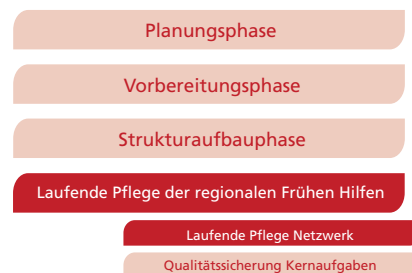 Planungsphase
Vorbereitungsphase
Strukturaufbauphase
Laufende Pflege der regionalen Frühen Hilfen
Laufende Pflege Netzwerk
Qualitätssicherung Kernaufgaben